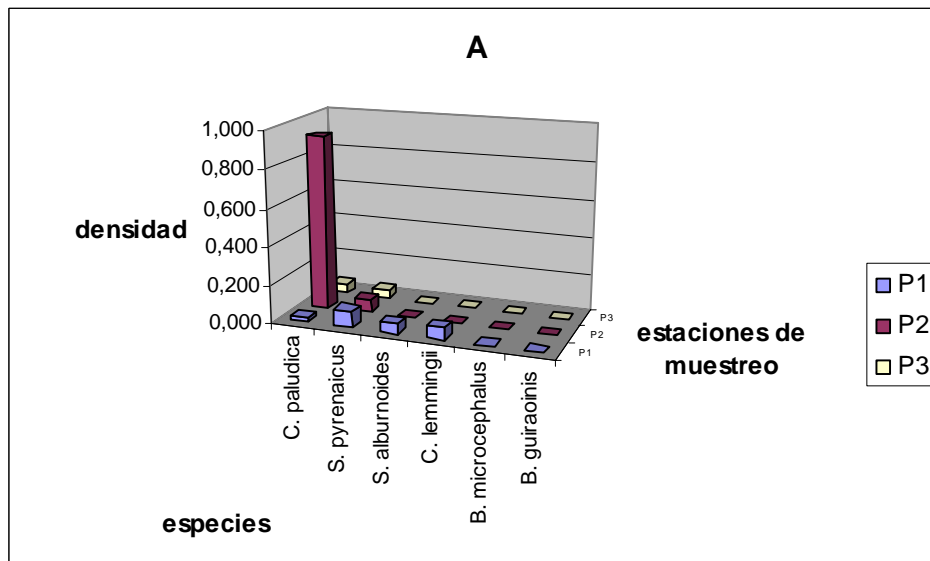 A
1,000
0,800
0,600
0,400
0,200
0,000
densidad
C. paludica
S. pyrenaicus
S. alburnoides
C. lemmingii
B. microcephalus
B. guiraoinis
especies
P1
P2
P3
estaciones de
muestreo
P1
P2
P3